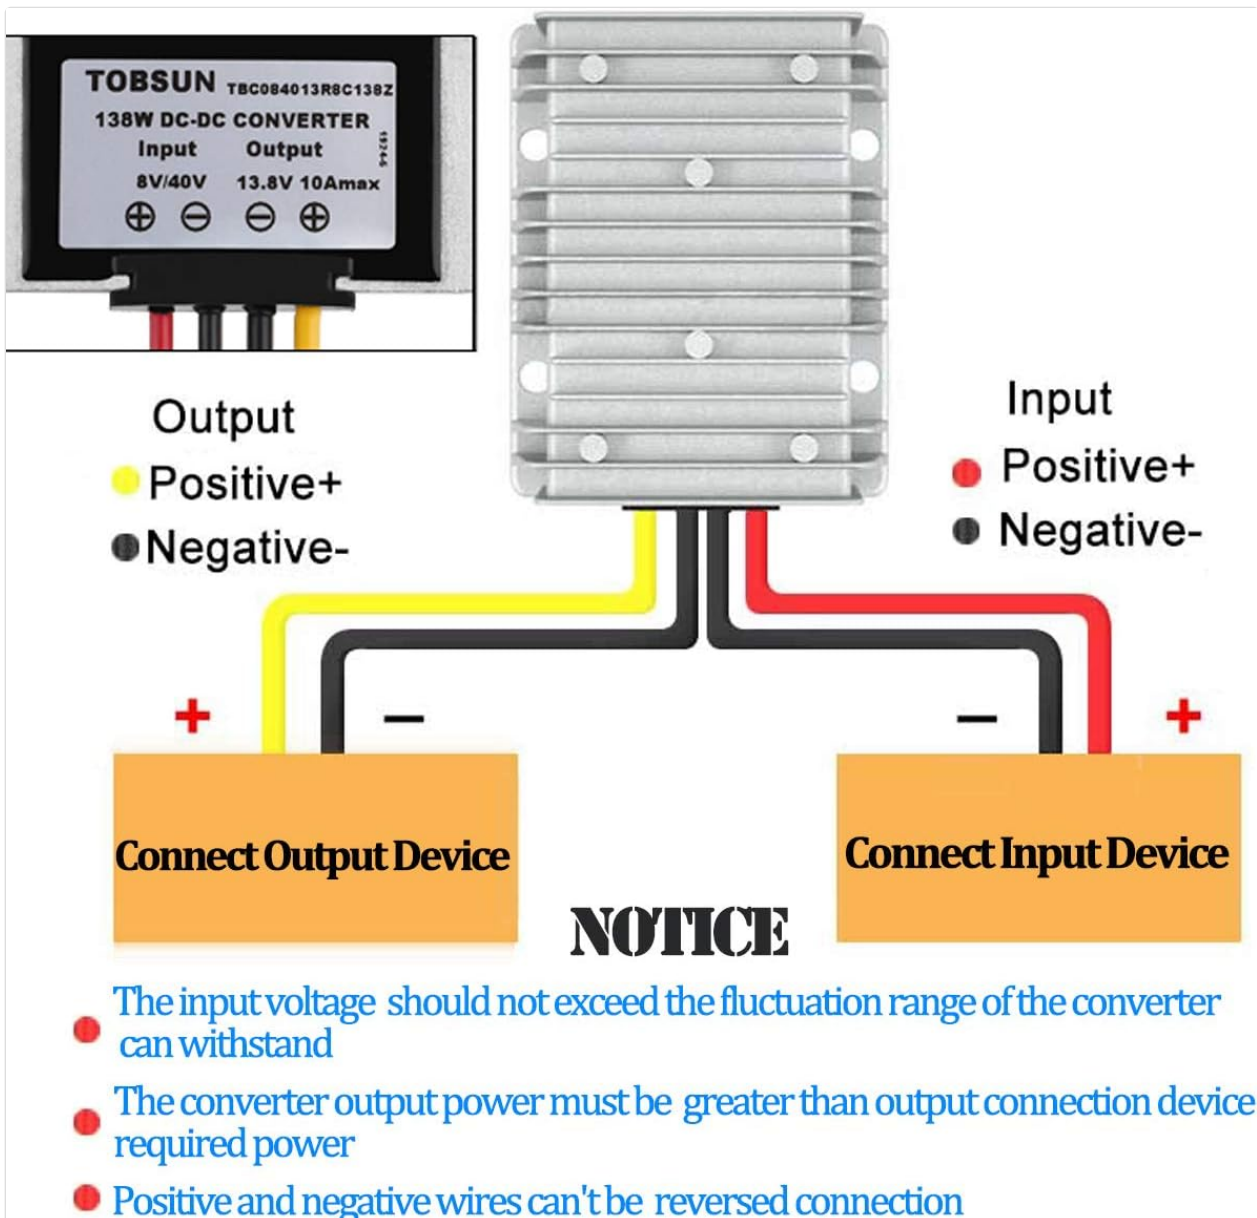 TOBSUN TBC084013R8C138Z
138W DC-DC CONVERTER
1924-5
Input Output
8V/40V 13.8V 10Amax
+ − − +
Output
Positive+
Negative-
Input
Positive+
Negative-
+ −
− +
Connect Output Device
Connect Input Device
NOTICE
The input voltage should not exceed the fluctuation range of the converter
can withstand
The converter output power must be greater than output connection device
required power
Positive and negative wires can't be reversed connection